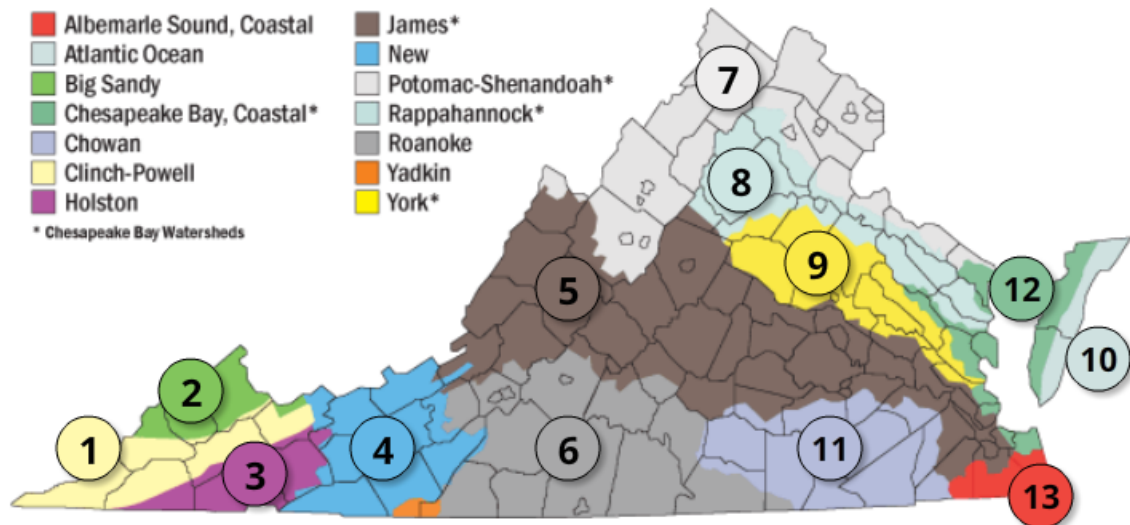 Albemarle Sound, Coastal
Atlantic Ocean
Big Sandy
Chesapeake Bay, Coastal*
Chowan
Clinch-Powell
Holston
* Chesapeake Bay Watersheds
James*
New
Potomac-Shenandoah*
Rappahannock*
Roanoke
Yadkin
York*
7
8
9
5
12
10
2
1
3
4
6
11
13